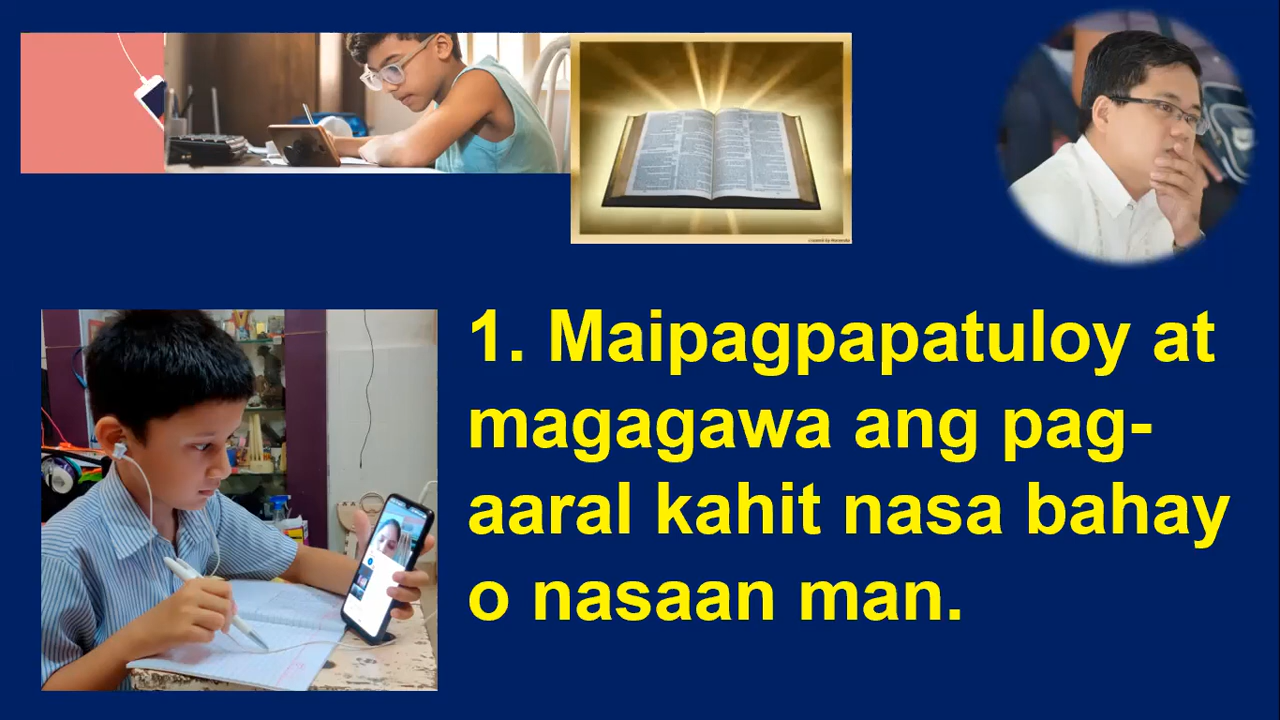 1. Maipagpapatuloy at
magagawa ang pag-
aaral kahit nasa bahay
o nasaan man.